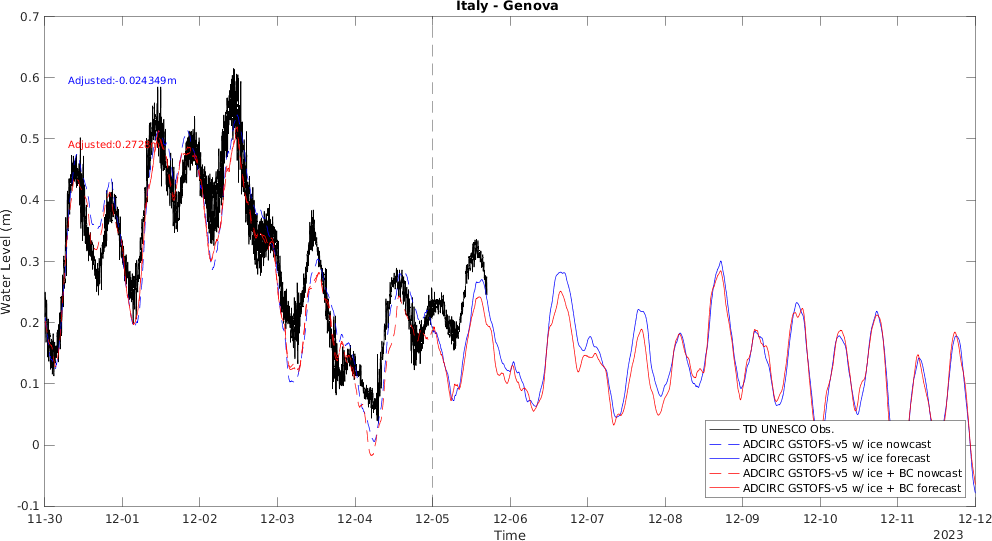 Italy - Genova
Water Level (m)
0.7
0.6
0.5
0.4
0.3
0.2
0.1
0
-0.1
Adjusted:-0.024349m
Adjusted:0.272
TD UNESCO Obs.
ADCIRC GSTOFS-v5 w/ ice nowcast
ADCIRC GSTOFS-v5 w/ ice forecast
ADCIRC GSTOFS-v5 w/ ice + BC nowcast
ADCIRC GSTOFS-v5 w/ ice + BC forecast
11-30 12-01 12-02 12-03 12-04 12-05 12-06 12-07 12-08 12-09 12-10 12-11 12-12
Time
2023